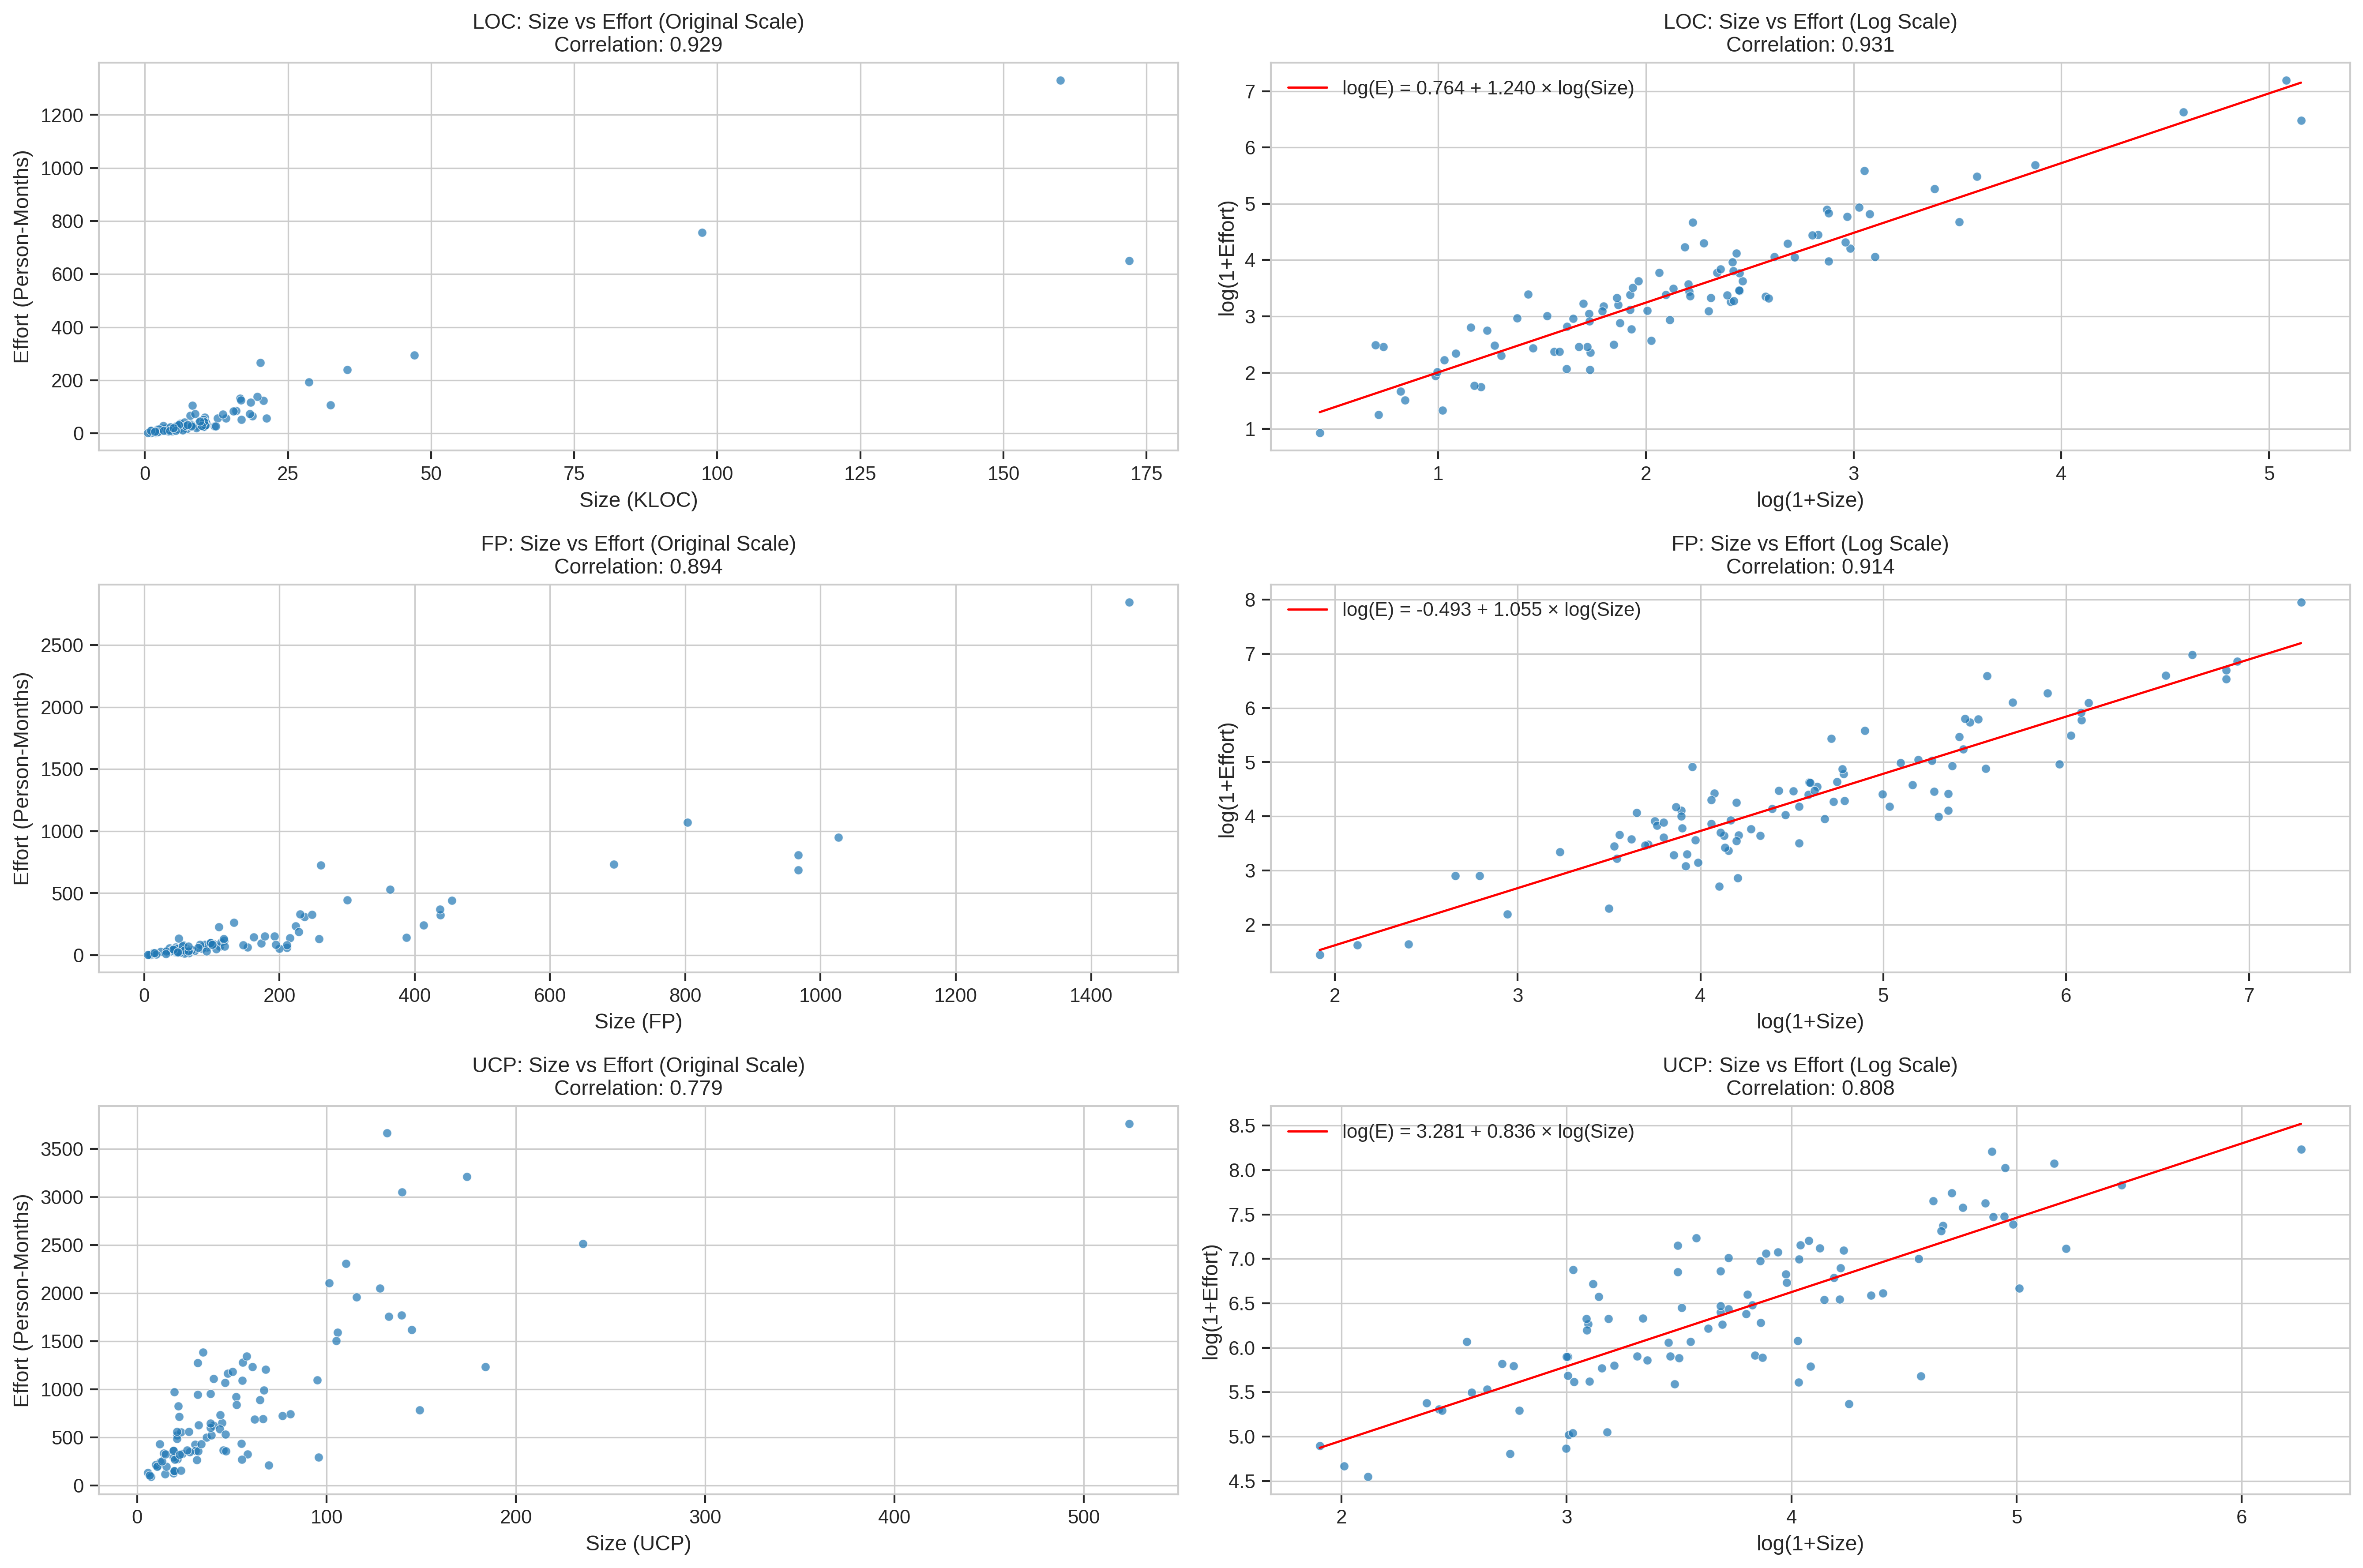 LOC: Size vs Effort (Original Scale)
Correlation: 0.929
Effort (Person-Months)
1200
1000
800
600
400
200
0
0 25 50 75 100 125 150 175
Size (KLOC)
LOC: Size vs Effort (Log Scale)
Correlation: 0.931
log(E) = 0.764 + 1.240 × log(Size)
log(1+Effort)
7
6
5
4
3
2
1
1 2 3 4 5
log(1+Size)
FP: Size vs Effort (Original Scale)
Correlation: 0.894
Effort (Person-Months)
2500
2000
1500
1000
500
0
0 200 400 600 800 1000 1200 1400
Size (FP)
FP: Size vs Effort (Log Scale)
Correlation: 0.914
log(E) = -0.493 + 1.055 × log(Size)
log(1+Effort)
8
7
6
5
4
3
2
2 3 4 5 6 7
log(1+Size)
UCP: Size vs Effort (Original Scale)
Correlation: 0.779
Effort (Person-Months)
3500
3000
2500
2000
1500
1000
500
0
0 100 200 300 400 500
Size (UCP)
UCP: Size vs Effort (Log Scale)
Correlation: 0.808
log(E) = 3.281 + 0.836 × log(Size)
log(1+Effort)
8.5
8.0
7.5
7.0
6.5
6.0
5.5
5.0
4.5
2 3 4 5 6
log(1+Size)